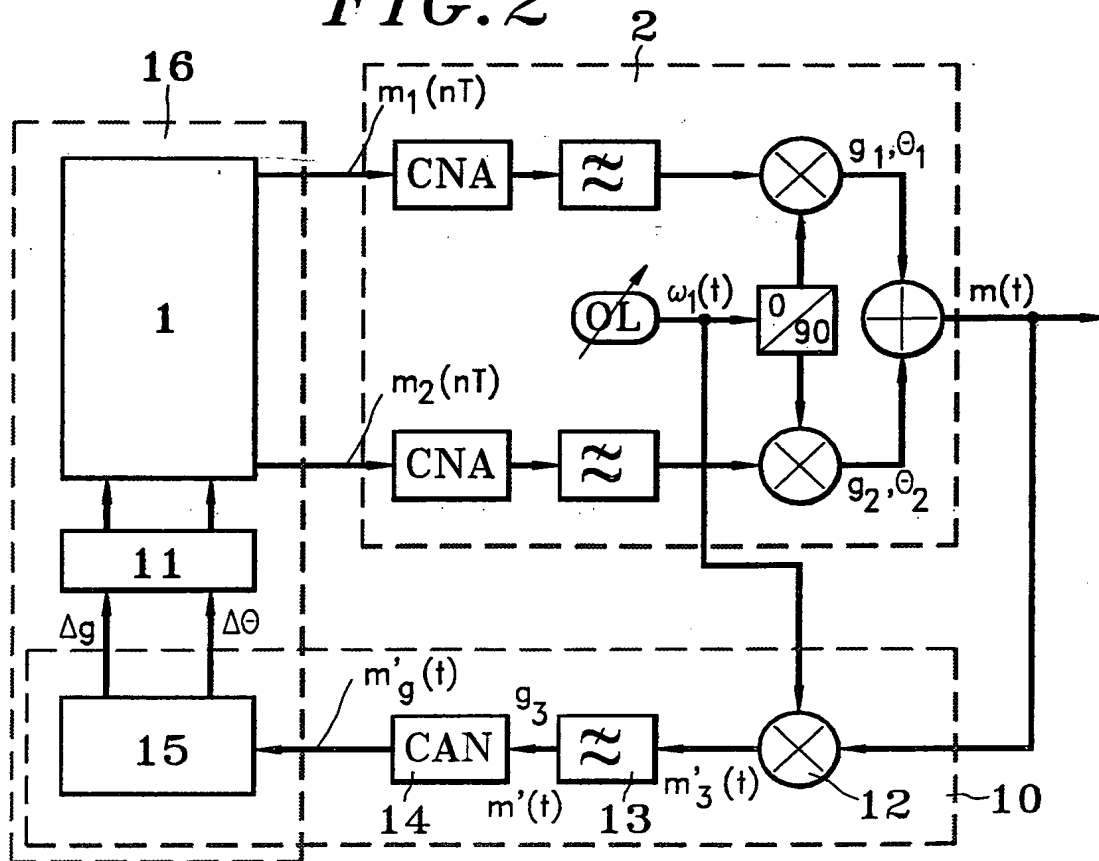 FIG. 2
2
16
m₁(nT)
CNA
g₁,Θ₁
1
OL
ω₁(t)
0
90
m(t)
m₂(nT)
CNA
g₂,Θ₂
11
Δg
ΔΘ
m'g(t)
g₃
15
CAN
14
m'(t)
13
m'₃(t)
12
10